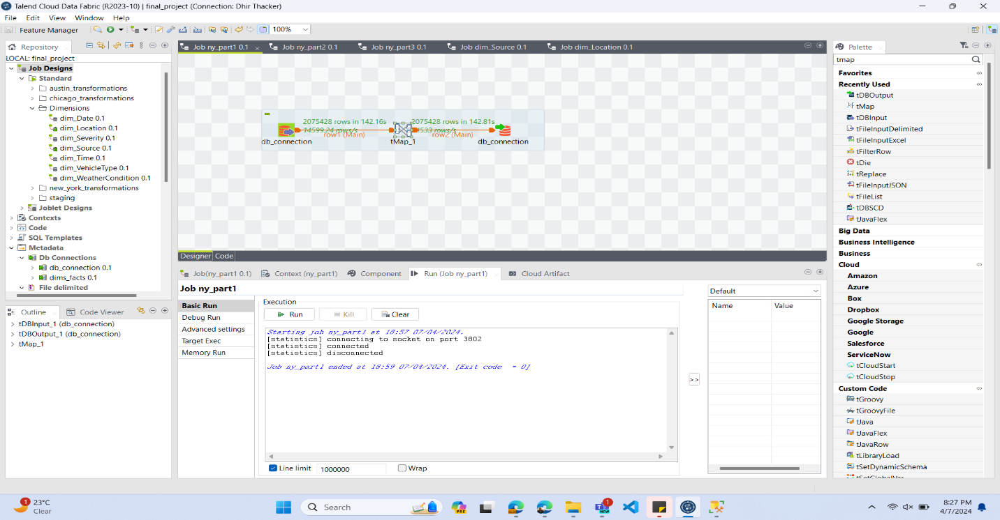 Talend Cloud Data Fabric (R2023-10) | final_project (Connection: Dhir Thacker)
File Edit View Window Help
Feature Manager
100%
Repository
LOCAL: final_project
Job Designs
Standard
austin_transformations
chicago_transformations
Dimensions
dim_Date 0.1
dim_Location 0.1
dim_Severity 0.1
dim_Source 0.1
dim_Time 0.1
dim_VehicleType 0.1
dim_WeatherCondition 0.1
new_york_transformations
staging
Joblet Designs
Contexts
Code
SQL Templates
Metadata
Db Connections
db_connection 0.1
dims_facts 0.1
File delimited
Outline
Code Viewer
tDBInput_1 (db_connection)
tDBOutput_1 (db_connection)
tMap_1
Job ny_part1 0.1
Job ny_part2 0.1
Job ny_part3 0.1
Job dim_Source 0.1
Job dim_Location 0.1
2075428 rows in 142.16s
14599.24 rows/s
row1 (Main)
2075428 rows in 142.81s
row2 (Main)
db_connection
tMap_1
db_connection
Designer
Code
Job(ny_part1 0.1)
Context (ny_part1)
Component
Run (Job ny_part1)
Cloud Artifact
Job ny_part1
Basic Run
Debug Run
Advanced settings
Target Exec
Memory Run
Execution
Run
Kill
Clear
Starting job ny_part1 at 18:57 07/04/2024.
[statistics] connecting to socket on port 3802
[statistics] connected
[statistics] disconnected
Job ny_part1 ended at 18:59 07/04/2024. [Exit code = 0]
Line limit
1000000
Wrap
>>
Default
Name
Value
Palette
tmap
Favorites
Recently Used
tDBOutput
tMap
tDBInput
tFileInputDelimited
tFileInputExcel
tFilterRow
tDie
tReplace
tFileInputJSON
tFileList
tDBSCD
tJavaFlex
Big Data
Business Intelligence
Business
Cloud
Amazon
Azure
Box
Dropbox
Google Storage
Google
Salesforce
ServiceNow
tCloudStart
tCloudStop
Custom Code
tGroovy
tGroovyFile
tJava
tJavaFlex
tJavaRow
tLibraryLoad
tSetDynamicSchema
tSetGlobalVar
1
23°C
Clear
Search
PRE
1
NEW
8:27 PM
4/7/2024